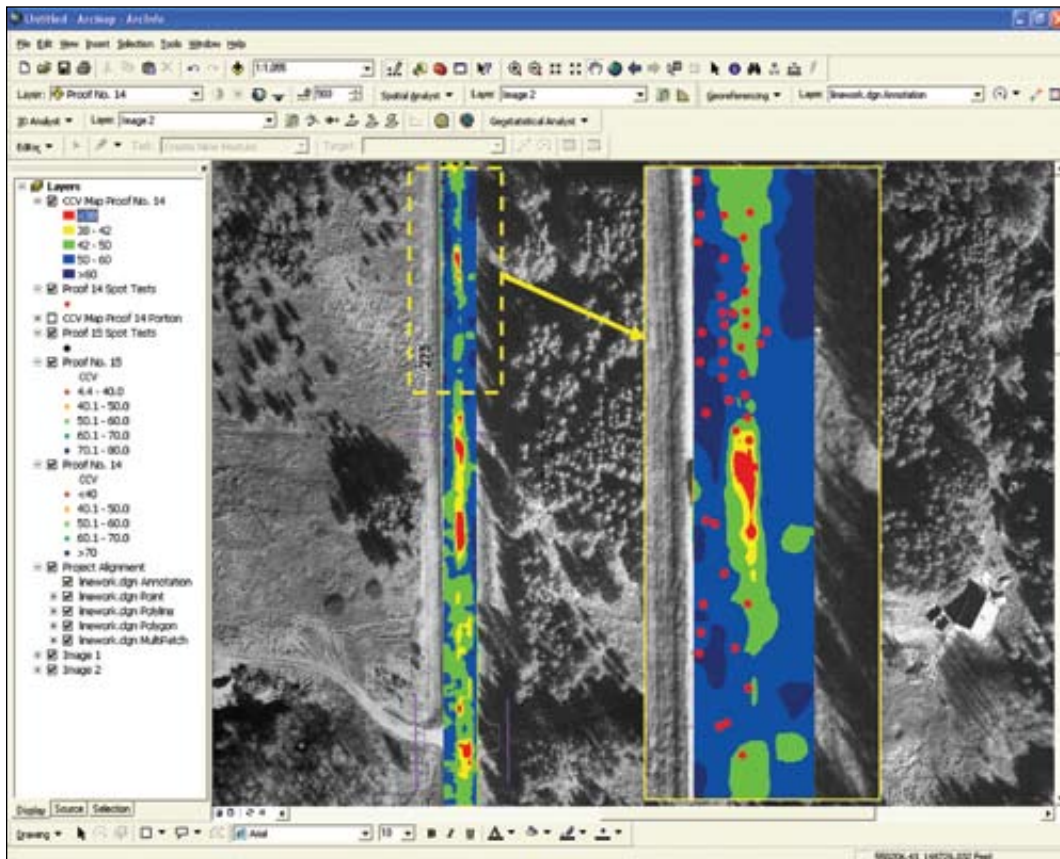 Untitled - ArcMap - ArcInfo
File Edit View Insert Selection Tools Window Help
1:1,055
Layer: Proof No. 14
Spatial Analyst
Layer: Image 2
Georeferencing
Layer: linework.dgn Annotation
3D Analyst
Layer: Image 2
Geostatistical Analyst
Editor
Task: Create New Feature
Target:
Layers
CCV Map Proof No. 14
38 - 42
42 - 50
50 - 60
>60
Proof 14 Spot Tests
CCV Map Proof 14 Portion
Proof 15 Spot Tests
Proof No. 15
CCV
4.4 - 40.0
40.1 - 50.0
50.1 - 60.0
60.1 - 70.0
70.1 - 80.0
Proof No. 14
CCV
<40
40.1 - 50.0
50.1 - 60.0
60.1 - 70.0
>70
Project Alignment
linework.dgn Annotation
linework.dgn Point
linework.dgn Polyline
linework.dgn Polygon
linework.dgn MultiPatch
Image 1
Image 2
Display Source Selection
Drawing
Arial
10
B I U A